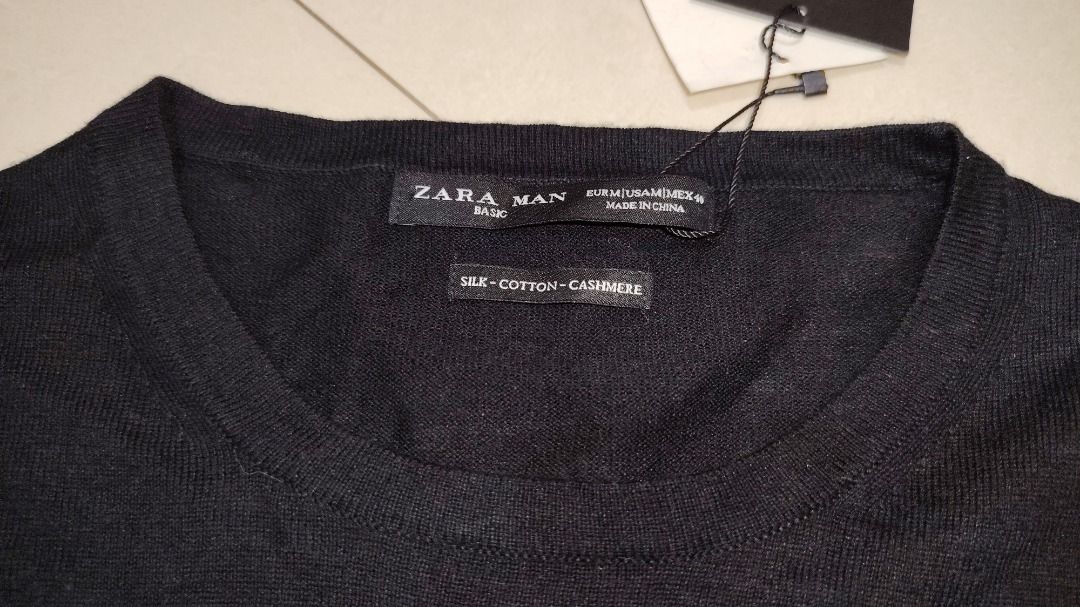 ZARA MAN
BASIC
EUR M|USA M|MEX 40
MADE IN CHINA
SILK - COTTON - CASHMERE